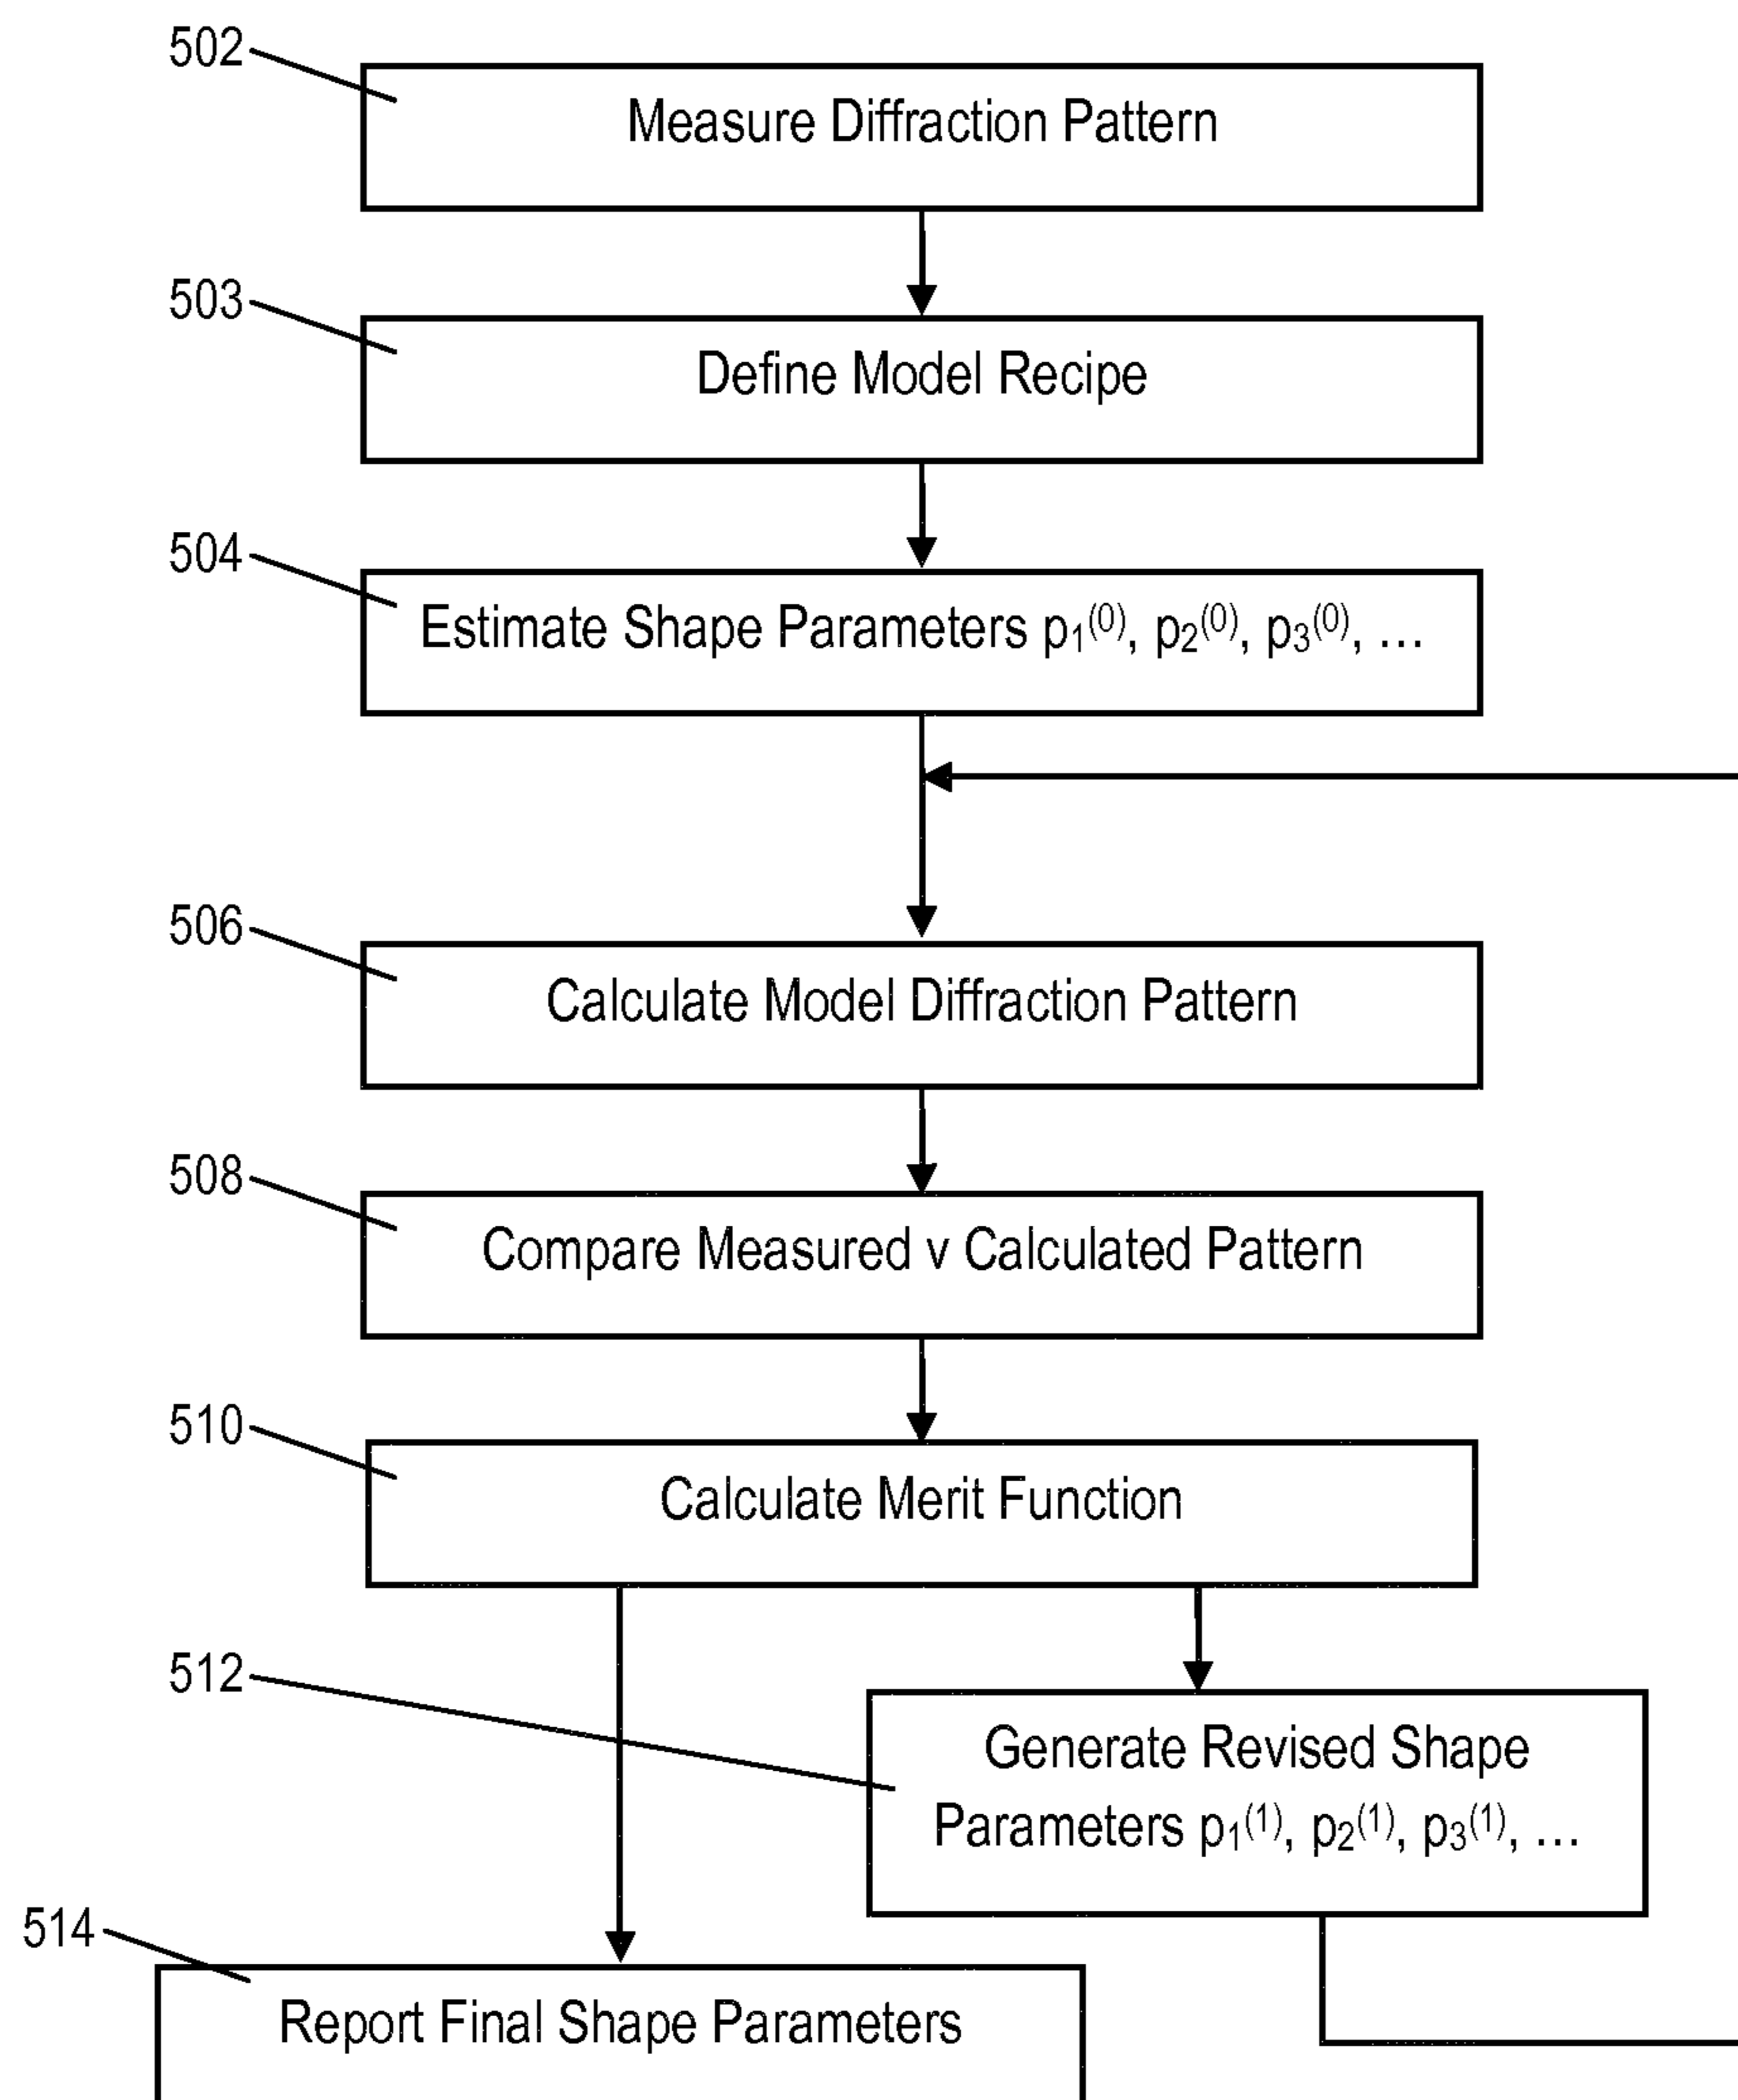 502
Measure Diffraction Pattern
503
Define Model Recipe
504
Estimate Shape Parameters p₁⁽⁰⁾, p₂⁽⁰⁾, p₃⁽⁰⁾, …
506
Calculate Model Diffraction Pattern
508
Compare Measured v Calculated Pattern
510
Calculate Merit Function
512
Generate Revised Shape
Parameters p₁⁽¹⁾, p₂⁽¹⁾, p₃⁽¹⁾, …
514
Report Final Shape Parameters